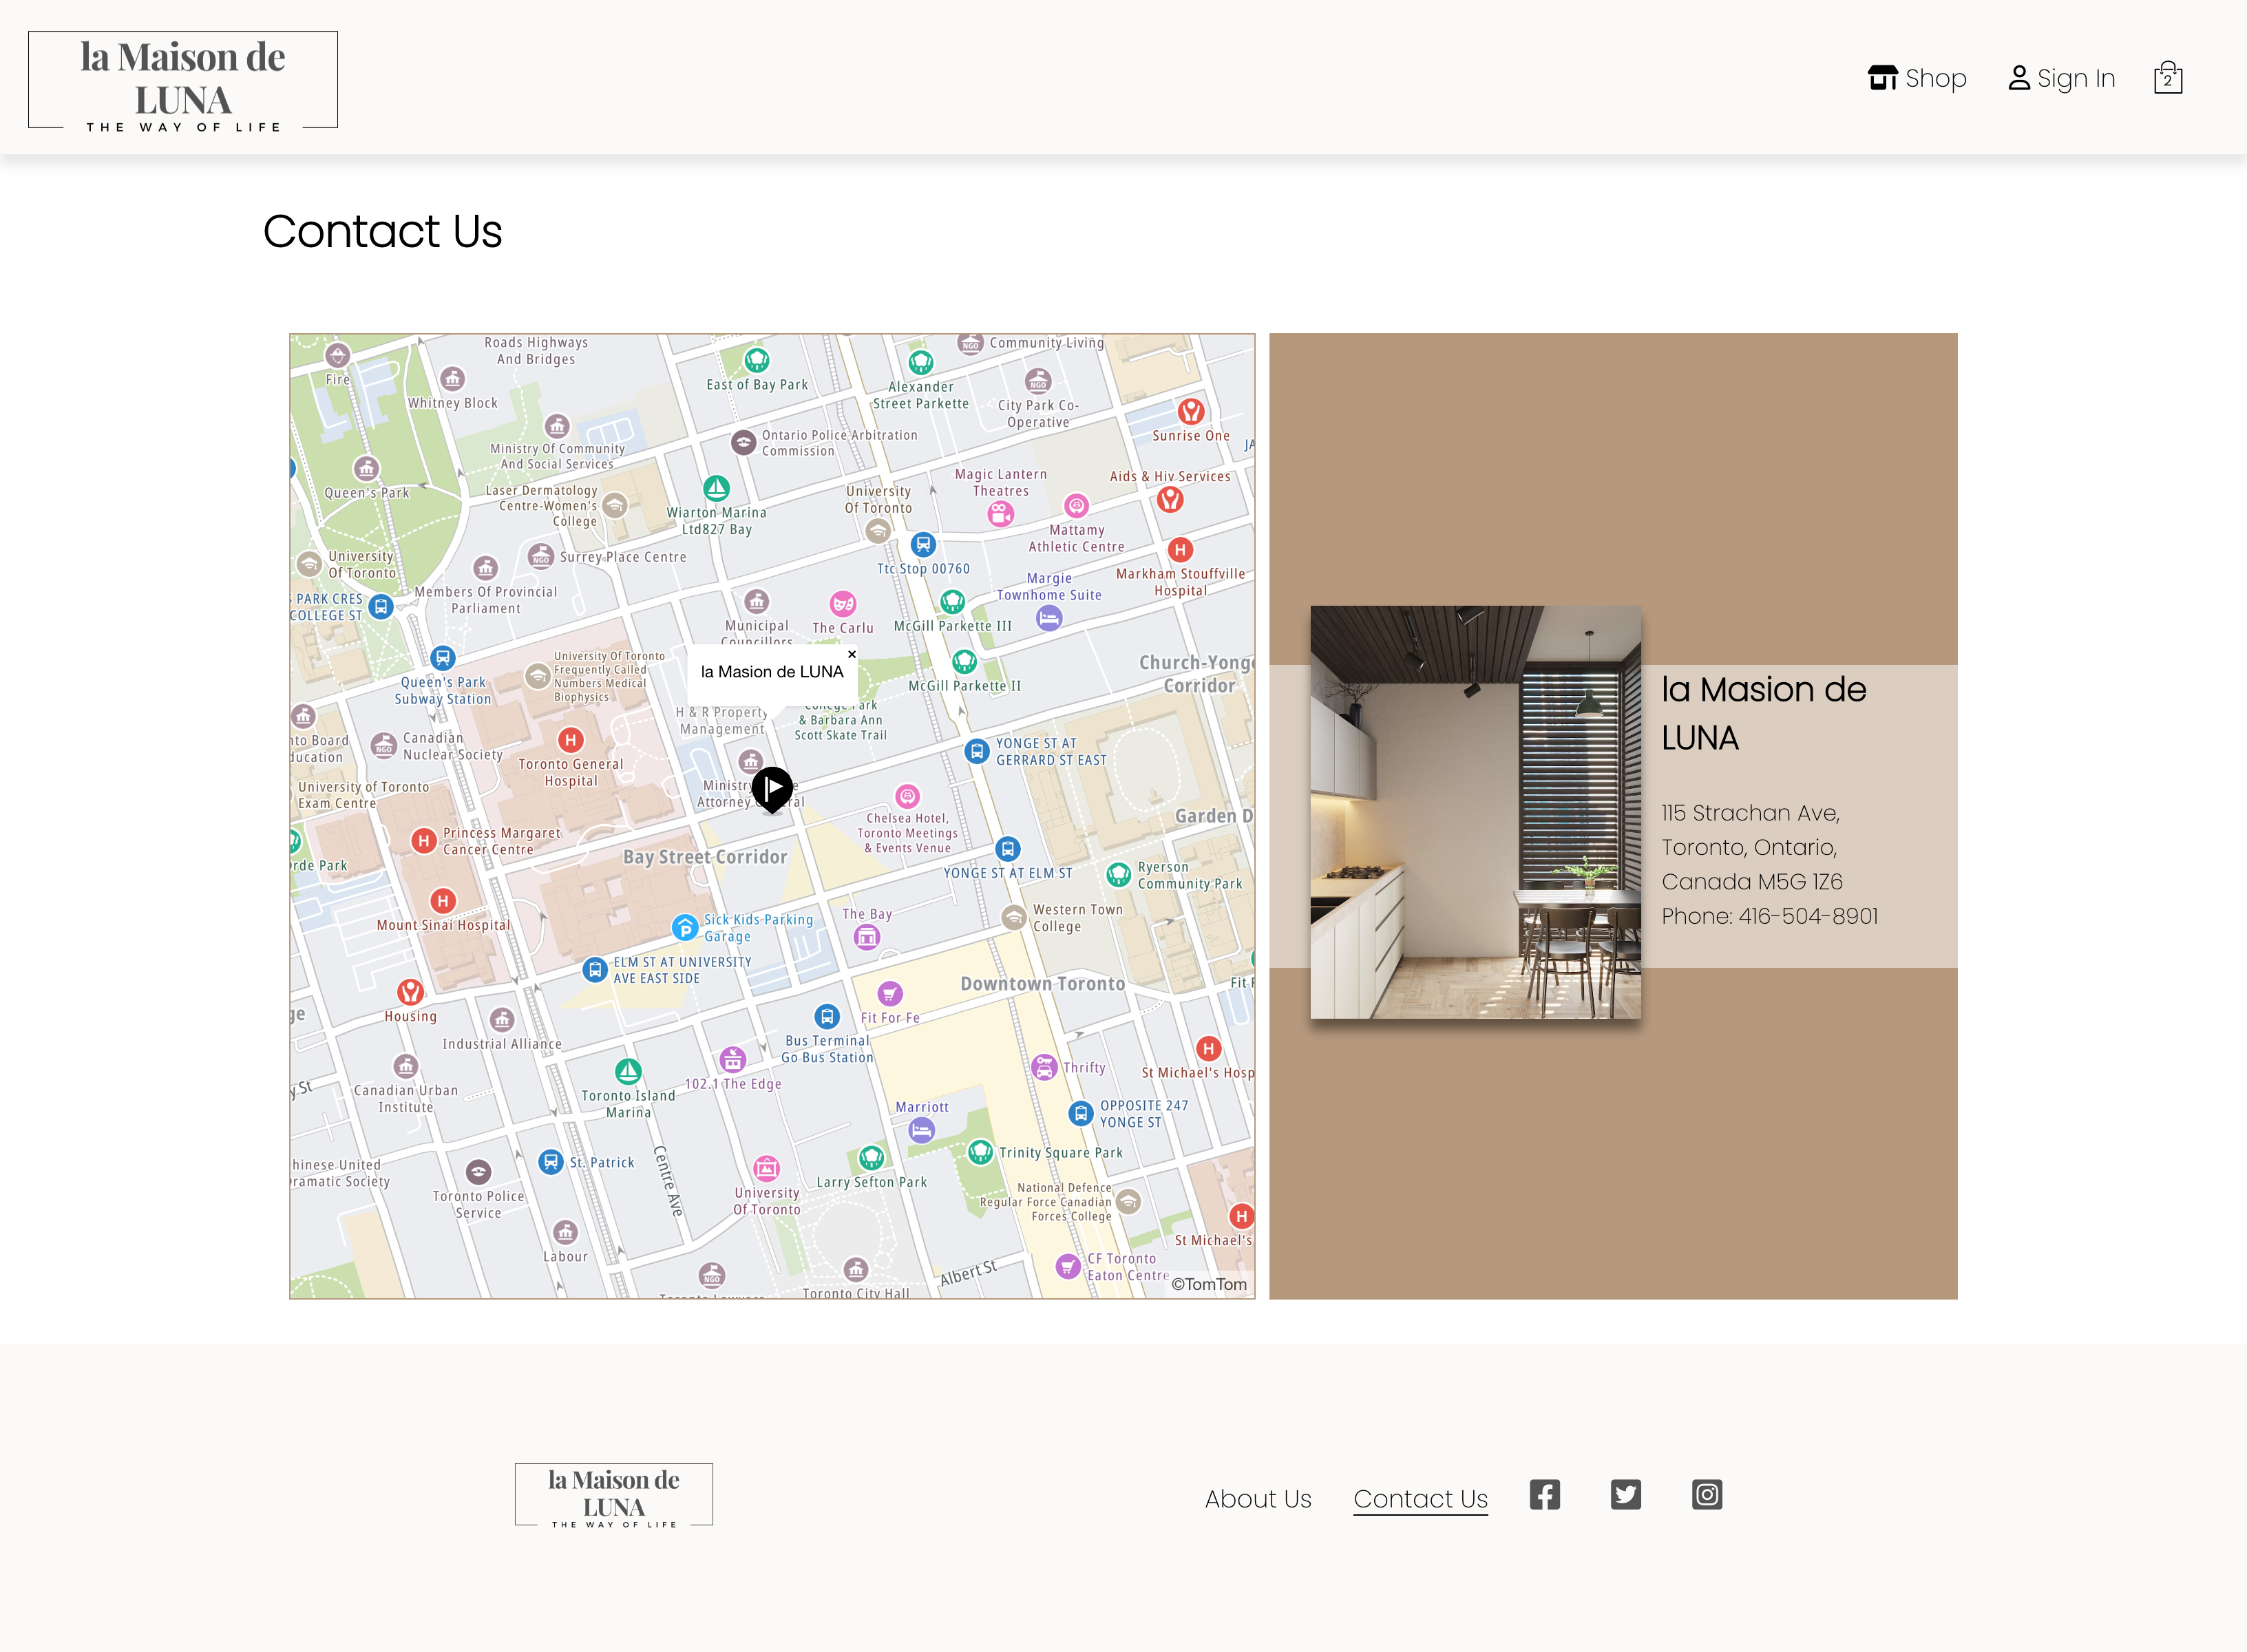 la Maison de
LUNA
THE WAY OF LIFE
Shop
Sign In
2
Contact Us
Roads Highways
And Bridges
Community Living
Fire
Whitney Block
East of Bay Park
Alexander
Street Parkette
NGO
City Park Co-
Operative
Sunrise One
Ministry Of Community
And Social Services
Ontario Police Arbitration
Commission
JA
Queen's Park
Laser Dermatology
Centre-Women's
College
Wiarton Marina
Ltd827 Bay
University
Of Toronto
Magic Lantern
Theatres
Aids & Hiv Services
Mattamy
Athletic Centre
University
Of Toronto
Surrey Place Centre
Ttc Stop 00760
Markham Stouffville
Hospital
Members Of Provincial
Parliament
Margie
Townhome Suite
PARK CRES
COLLEGE ST
Municipal
Councillors
The Carlu
McGill Parkette III
Queen's Park
Subway Station
University Of Toronto
Frequently Called
Numbers Medical
Biophysics
la Masion de LUNA
×
McGill Parkette II
Church-Yonge
Corridor
H & R Property
Management
College Park
& Barbara Ann
Scott Skate Trail
nto Board
ducation
Canadian
Nuclear Society
Toronto General
Hospital
YONGE ST AT
GERRARD ST EAST
University of Toronto
Exam Centre
Ministry
Attorney
Chelsea Hotel,
Toronto Meetings
& Events Venue
Garden D
Princess Margaret
Cancer Centre
Bay Street Corridor
rde Park
YONGE ST AT ELM ST
Ryerson
Community Park
Mount Sinai Hospital
Sick Kids Parking
Garage
The Bay
Western Town
College
ELM ST AT UNIVERSITY
AVE EAST SIDE
Downtown Toronto
Fit F
Housing
Industrial Alliance
Fit For Fe
ge
Bus Terminal
Go Bus Station
Canadian Urban
Institute
y St
Toronto Island
Marina
102.1 The Edge
Thrifty
St Michael's Hosp
Marriott
OPPOSITE 247
YONGE ST
St. Patrick
Centre Ave
Trinity Square Park
hinese United
ramatic Society
Toronto Police
Service
University
Of Toronto
Larry Sefton Park
National Defence
Regular Force Canadian
Forces College
Labour
St Michael's
CF Toronto
Eaton Centre
Albert St
Toronto City Hall
©TomTom
la Masion de
LUNA
115 Strachan Ave,
Toronto, Ontario,
Canada M5G 1Z6
Phone: 416-504-8901
la Maison de
LUNA
THE WAY OF LIFE
About Us
Contact Us